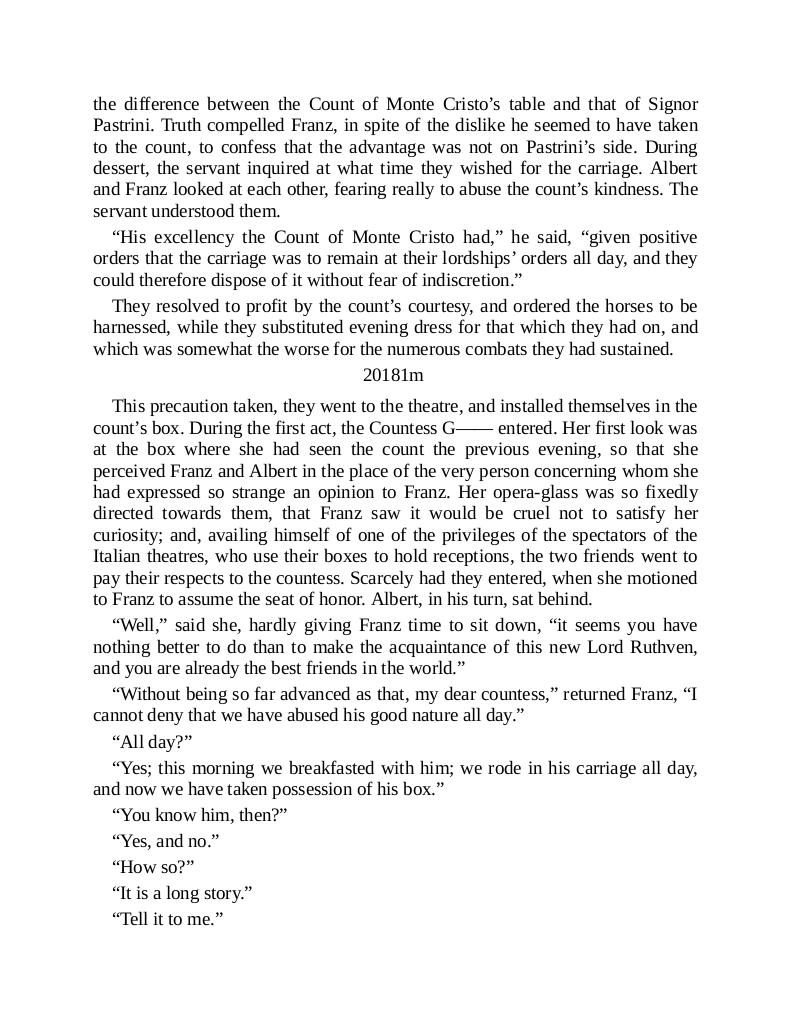 the difference between the Count of Monte Cristo’s table and that of Signor
Pastrini. Truth compelled Franz, in spite of the dislike he seemed to have taken
to the count, to confess that the advantage was not on Pastrini’s side. During
dessert, the servant inquired at what time they wished for the carriage. Albert
and Franz looked at each other, fearing really to abuse the count’s kindness. The
servant understood them.
“His excellency the Count of Monte Cristo had,” he said, “given positive
orders that the carriage was to remain at their lordships’ orders all day, and they
could therefore dispose of it without fear of indiscretion.”
They resolved to profit by the count’s courtesy, and ordered the horses to be
harnessed, while they substituted evening dress for that which they had on, and
which was somewhat the worse for the numerous combats they had sustained.
20181m
This precaution taken, they went to the theatre, and installed themselves in the
count’s box. During the first act, the Countess G—— entered. Her first look was
at the box where she had seen the count the previous evening, so that she
perceived Franz and Albert in the place of the very person concerning whom she
had expressed so strange an opinion to Franz. Her opera-glass was so fixedly
directed towards them, that Franz saw it would be cruel not to satisfy her
curiosity; and, availing himself of one of the privileges of the spectators of the
Italian theatres, who use their boxes to hold receptions, the two friends went to
pay their respects to the countess. Scarcely had they entered, when she motioned
to Franz to assume the seat of honor. Albert, in his turn, sat behind.
“Well,” said she, hardly giving Franz time to sit down, “it seems you have
nothing better to do than to make the acquaintance of this new Lord Ruthven,
and you are already the best friends in the world.”
“Without being so far advanced as that, my dear countess,” returned Franz, “I
cannot deny that we have abused his good nature all day.”
“All day?”
“Yes; this morning we breakfasted with him; we rode in his carriage all day,
and now we have taken possession of his box.”
“You know him, then?”
“Yes, and no.”
“How so?”
“It is a long story.”
“Tell it to me.”